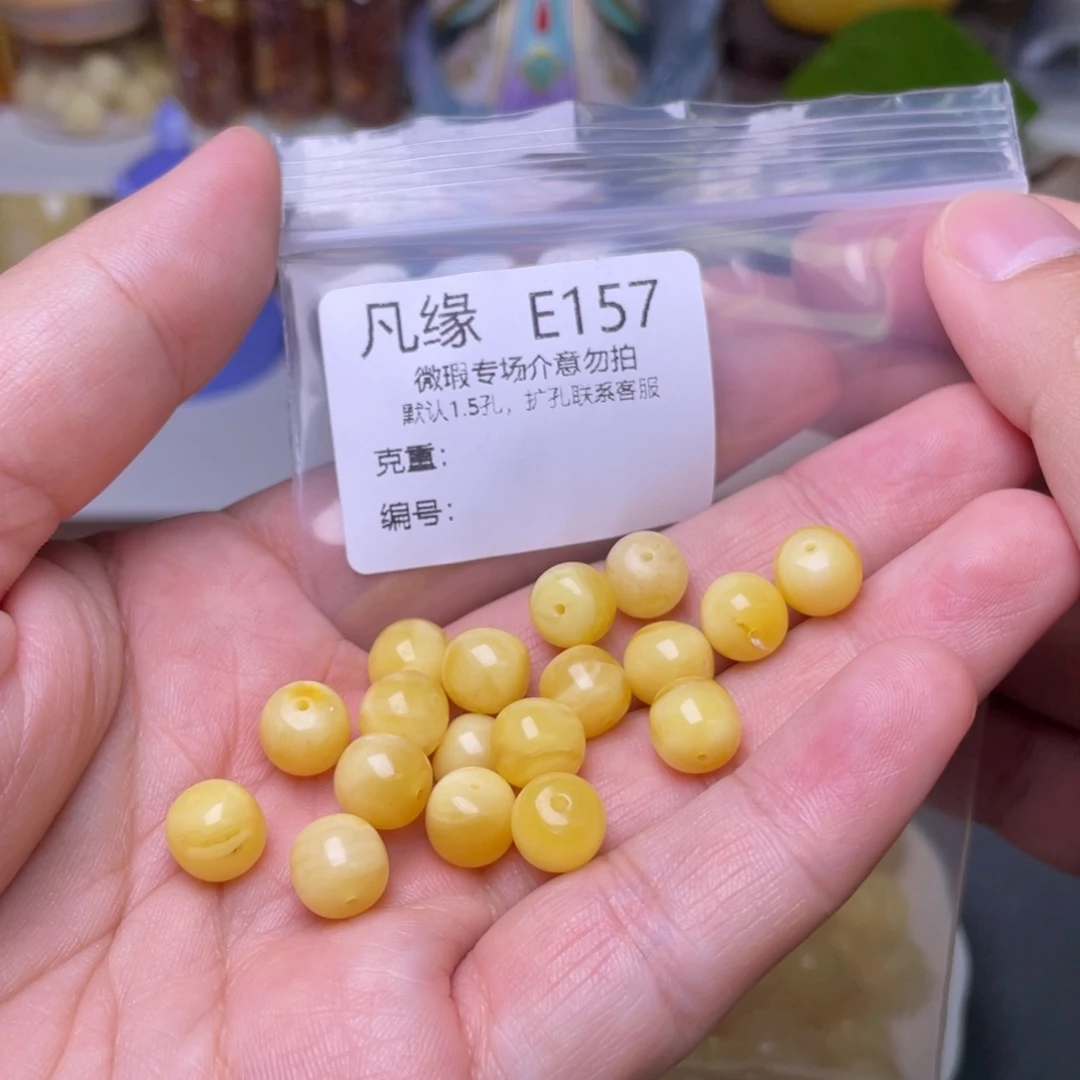 凡缘 E157
微瑕专场介意勿拍
默认1.5孔，扩孔联系客服
克重：
编号：